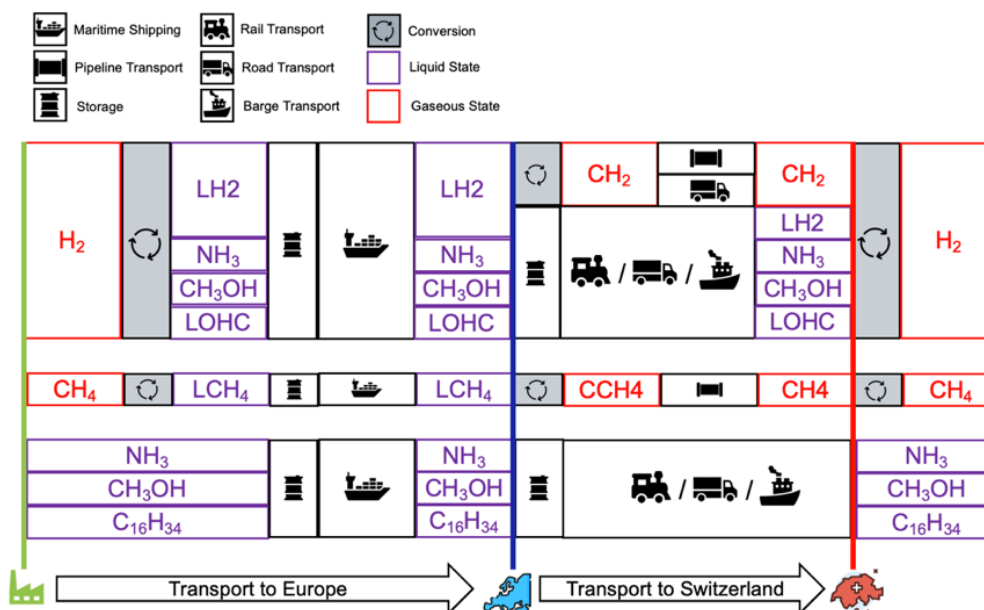 Maritime Shipping Rail Transport Conversion
Pipeline Transport Road Transport Liquid State
Storage Barge Transport Gaseous State
H₂ LH2 LH2 CH₂ CH₂ H₂
LH2
NH₃ NH₃ / / NH₃
CH₃OH CH₃OH CH₃OH
LOHC LOHC LOHC
CH₄ LCH₄ LCH₄ CCH4 CH4 CH₄
NH₃ NH₃ NH₃
CH₃OH CH₃OH / / CH₃OH
C₁₆H₃₄ C₁₆H₃₄ C₁₆H₃₄
Transport to Europe Transport to Switzerland